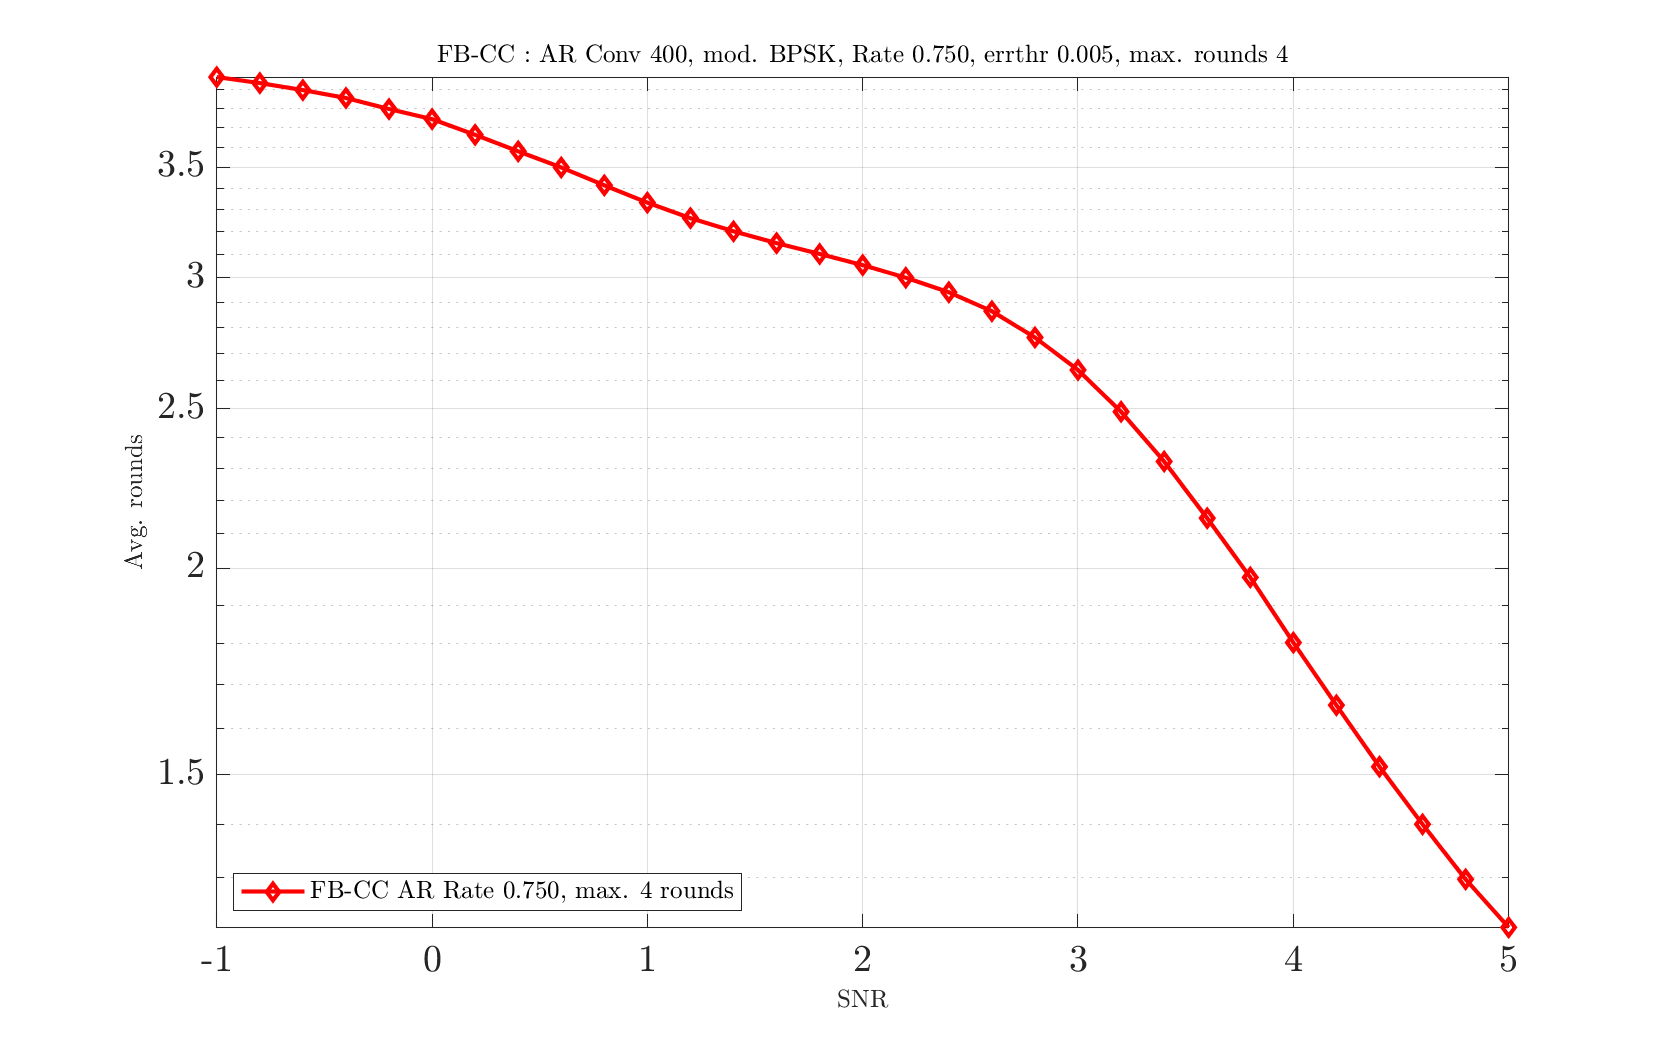 FB-CC : AR Conv 400, mod. BPSK, Rate 0.750, errthr 0.005, max. rounds 4
3.5
3
2.5
2
1.5
Avg. rounds
FB-CC AR Rate 0.750, max. 4 rounds
-1 0 1 2 3 4 5
SNR